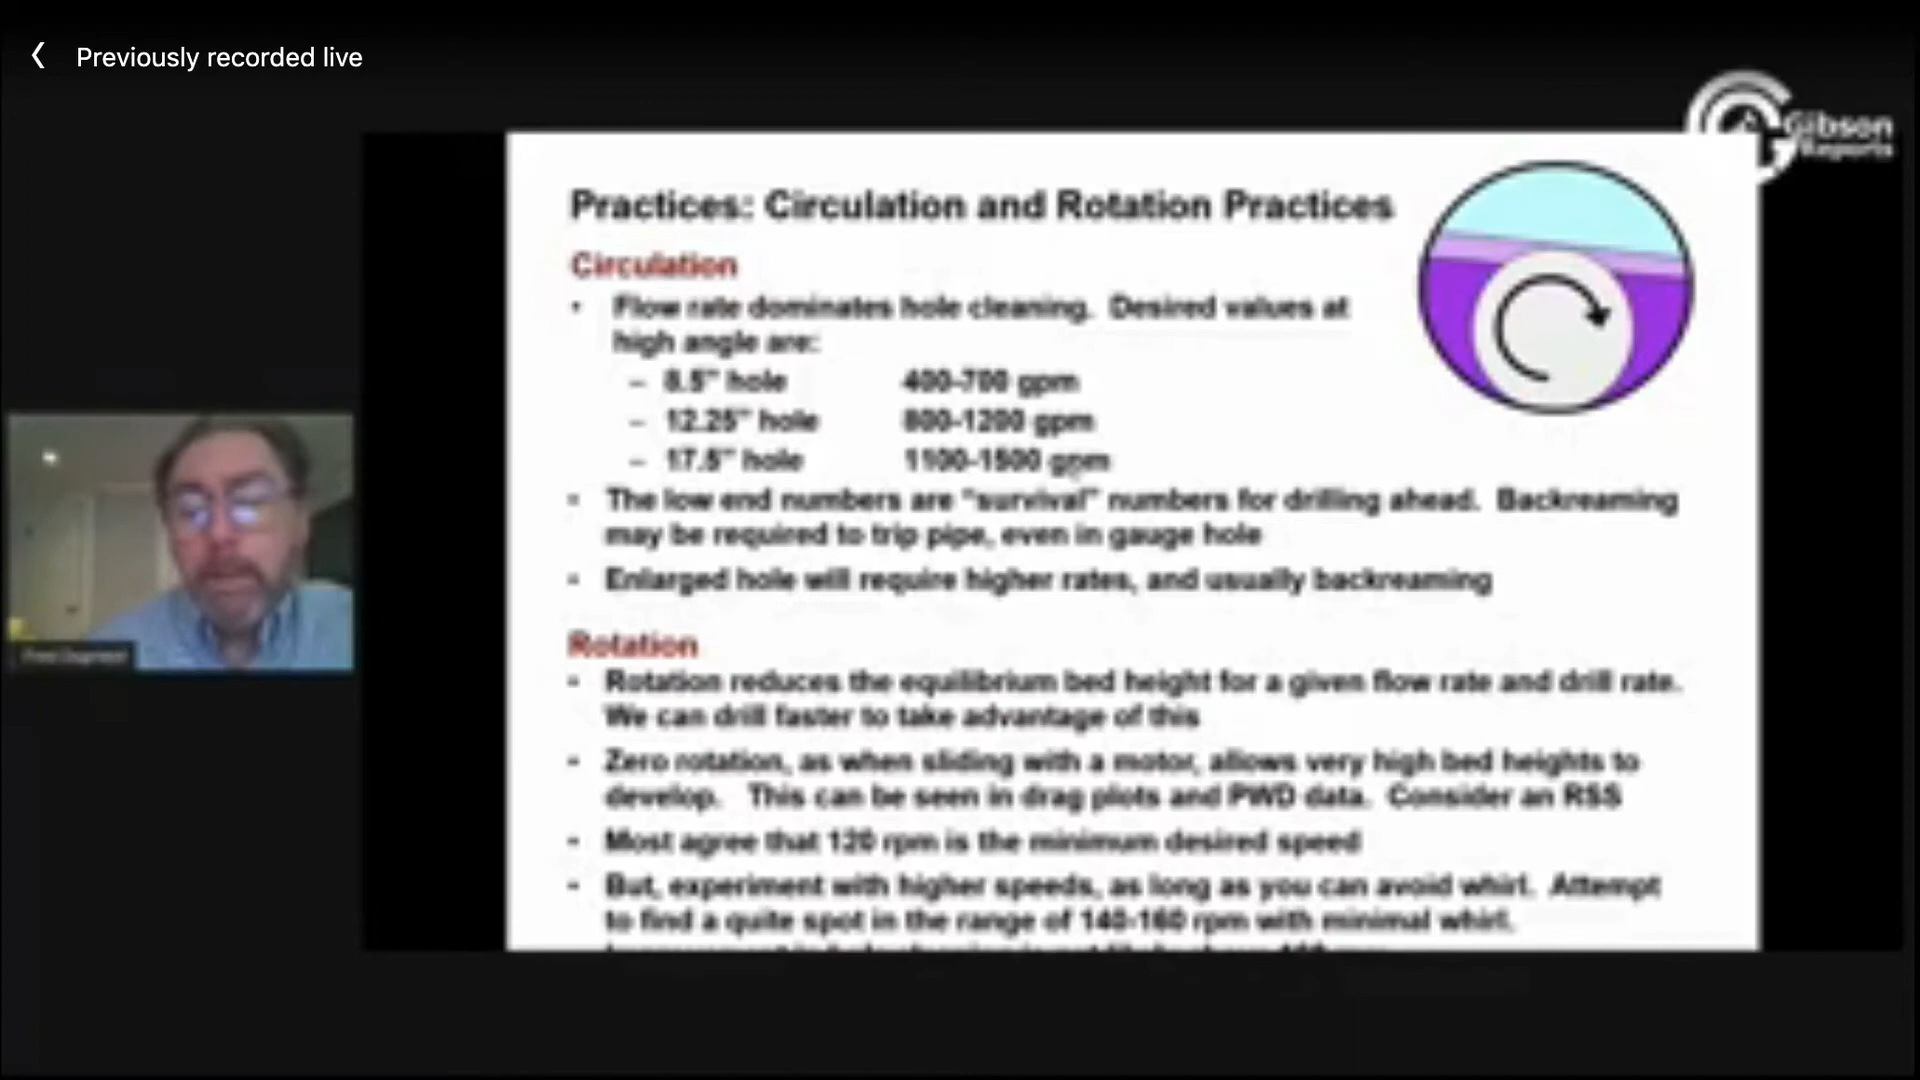 Previously recorded live
Gibson
Reports
Practices: Circulation and Rotation Practices
Circulation
• Flow rate dominates hole cleaning. Desired values at
high angle are:
– 8.5" hole 400-700 gpm
– 12.25" hole 800-1200 gpm
– 17.5" hole 1100-1500 gpm
• The low end numbers are "survival" numbers for drilling ahead. Backreaming
may be required to trip pipe, even in gauge hole
• Enlarged hole will require higher rates, and usually backreaming
Rotation
• Rotation reduces the equilibrium bed height for a given flow rate and drill rate.
We can drill faster to take advantage of this
• Zero rotation, as when sliding with a motor, allows very high bed heights to
develop. This can be seen in drag plots and PWD data. Consider an RSS
• Most agree that 120 rpm is the minimum desired speed
• But, experiment with higher speeds, as long as you can avoid whirl. Attempt
to find a quite spot in the range of 140-160 rpm with minimal whirl.